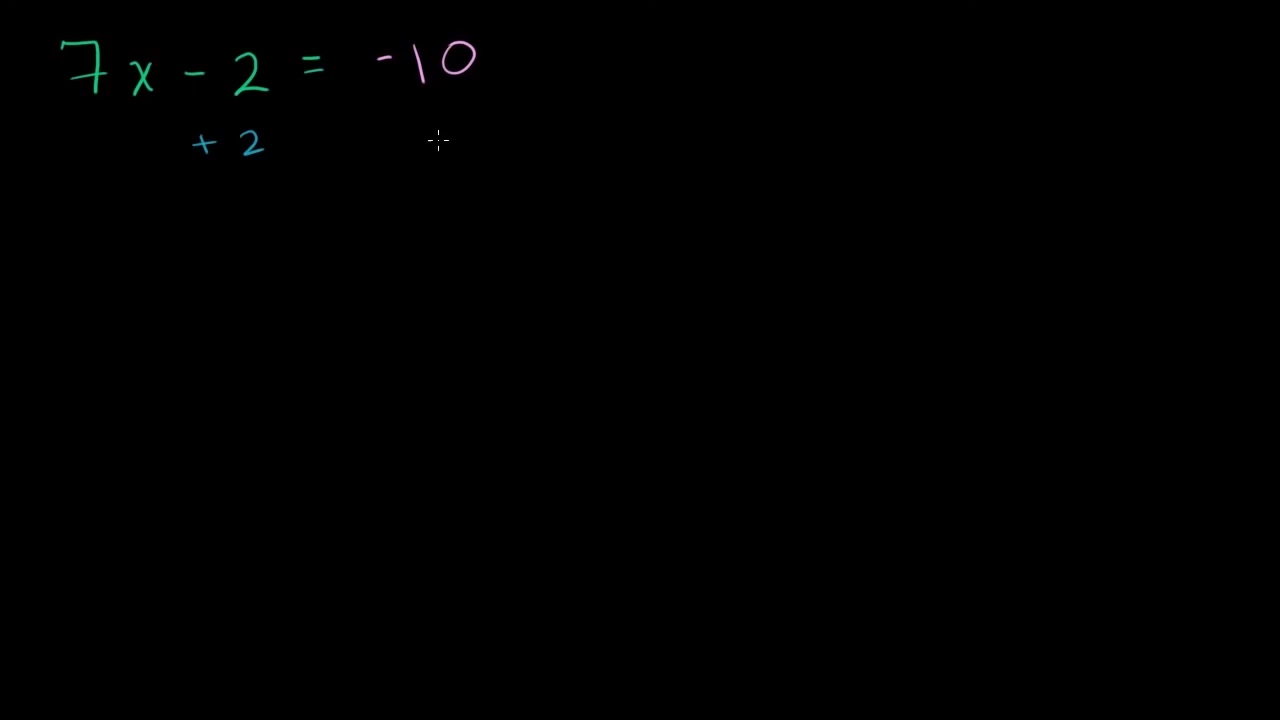 7x - 2 = -10
+ 2